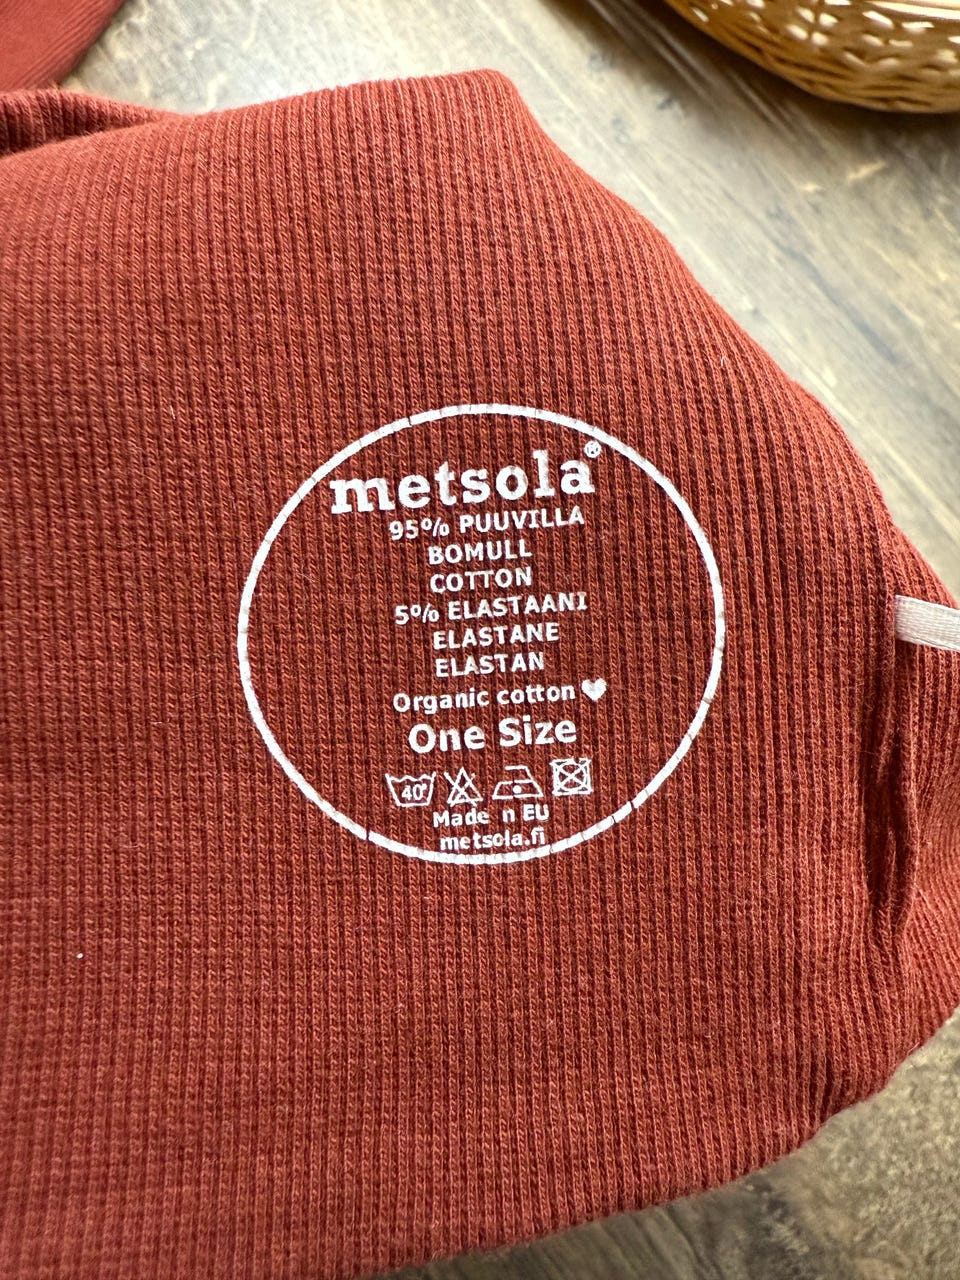 metsola®
95% PUUVILLA
BOMULL
COTTON
5% ELASTAANI
ELASTANE
ELASTAN
Organic cotton ♥
One Size
40°
Made n EU
metsola.fi